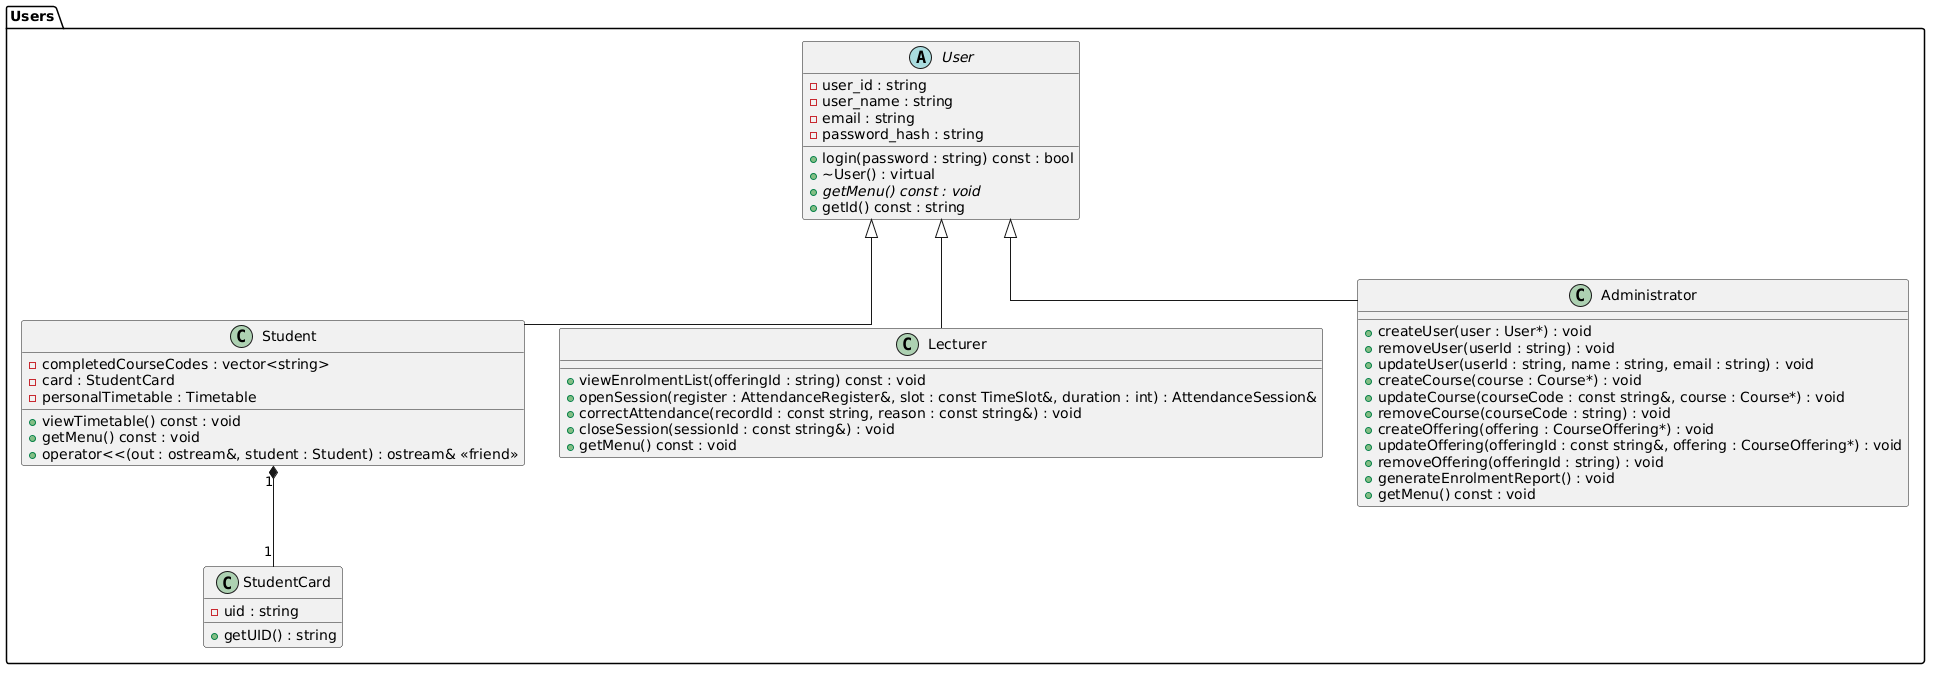 Users
A User
user_id : string
user_name : string
email : string
password_hash : string
login(password : string) const : bool
~User() : virtual
getMenu() const : void
getId() const : string
C Student
completedCourseCodes : vector<string>
card : StudentCard
personalTimetable : Timetable
viewTimetable() const : void
getMenu() const : void
operator<<(out : ostream&, student : Student) : ostream& «friend»
C Lecturer
viewEnrolmentList(offeringId : string) const : void
openSession(register : AttendanceRegister&, slot : const TimeSlot&, duration : int) : AttendanceSession&
correctAttendance(recordId : const string, reason : const string&) : void
closeSession(sessionId : const string&) : void
getMenu() const : void
C Administrator
createUser(user : User*) : void
removeUser(userId : string) : void
updateUser(userId : string, name : string, email : string) : void
createCourse(course : Course*) : void
updateCourse(courseCode : const string&, course : Course*) : void
removeCourse(courseCode : string) : void
createOffering(offering : CourseOffering*) : void
updateOffering(offeringId : const string&, offering : CourseOffering*) : void
removeOffering(offeringId : string) : void
generateEnrolmentReport() : void
getMenu() const : void
1
1
C StudentCard
uid : string
getUID() : string